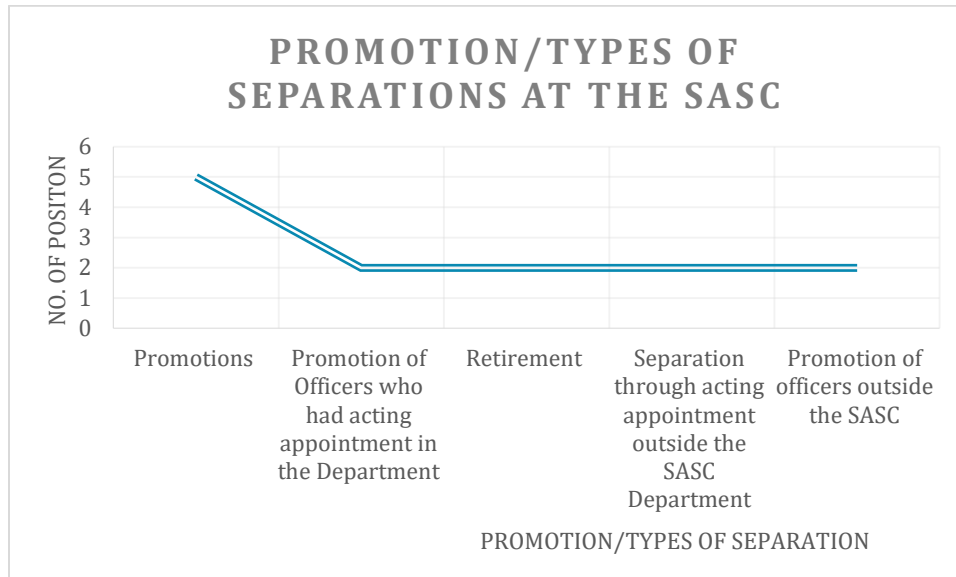 PROMOTION/TYPES OF
SEPARATIONS AT THE SASC
NO. OF POSITON
6
5
4
3
2
1
0
Promotions
Promotion of
Officers who
had acting
appointment in
the Department
Retirement
Separation
through acting
appointment
outside the
SASC
Department
Promotion of
officers outside
the SASC
PROMOTION/TYPES OF SEPARATION